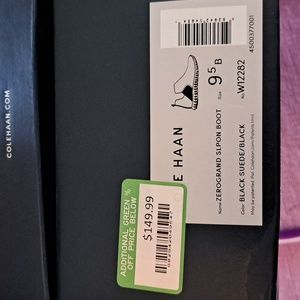 COLEHAAN.COM
E HAAN
Name ZEROGRAND SLPON BOOT
Color BLACK SUEDE/BLACK
Size 9 5 B
W12282
4500377001
ADDITIONAL GREEN %
OFF PRICE BELOW
$149.99